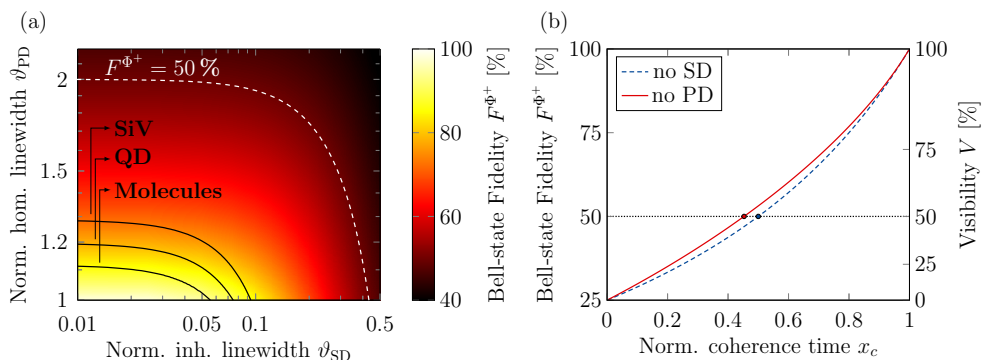 (a)
Norm. hom. linewidth ϑ_PD
2
1.5
1.2
1
F^Φ+ = 50 %
SiV
QD
Molecules
0.01
0.05
0.1
0.5
Norm. inh. linewidth ϑ_SD
100
80
60
40
Bell-state Fidelity F^Φ+ [%]
(b)
Bell-state Fidelity F^Φ+ [%]
100
75
50
25
no SD
no PD
0
0.2
0.4
0.6
0.8
1
Norm. coherence time x_c
100
75
50
25
0
Visibility V [%]